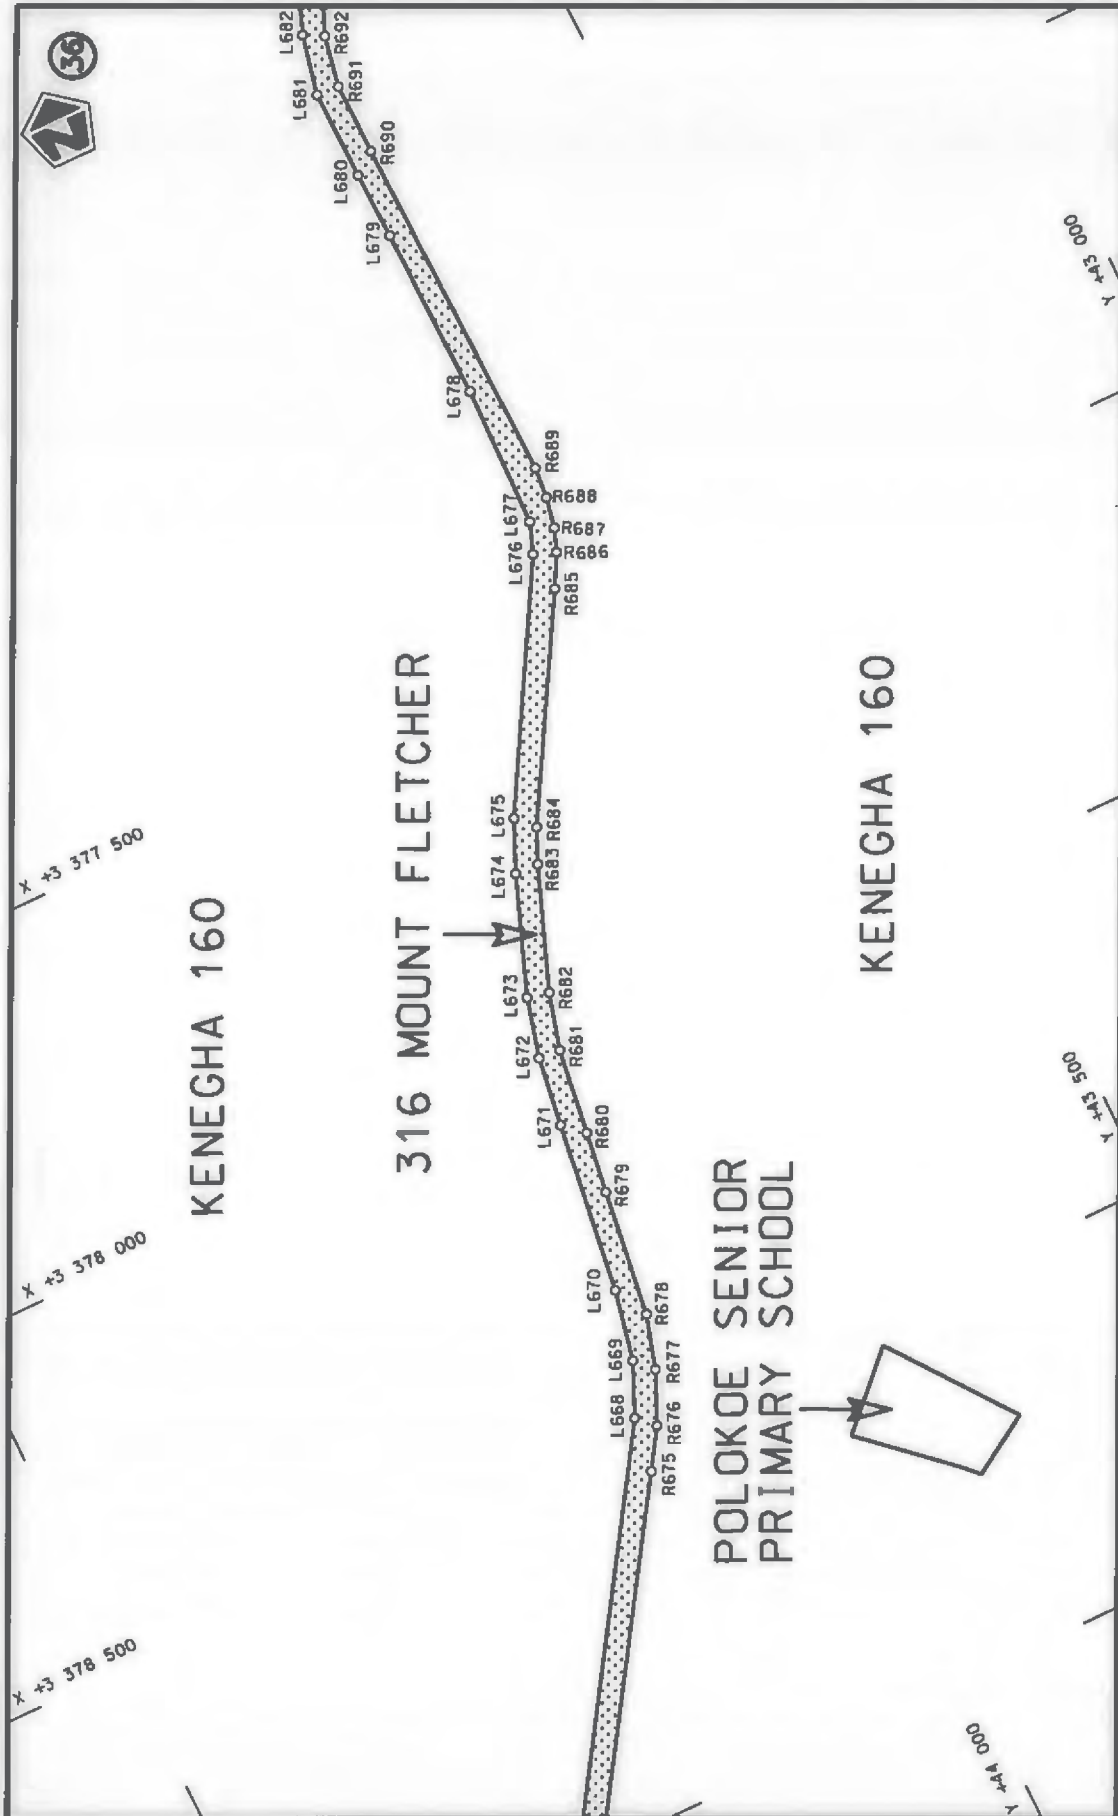 36
N
L682
R692
L681
R691
R690
L680
L679
L678
R689
R688
L677
R687
L676
R686
R685
L675
R684
L674
R683
L673
R682
L672
R681
L671
R680
R679
L670
R678
L669
R677
L668
R676
R675
X +3 377 500
X +3 378 000
X +3 378 500
KENEGHA 160
316 MOUNT FLETCHER
KENEGHA 160
POLOKOE SENIOR
PRIMARY SCHOOL
Y +43 000
Y +43 500
Y +44 000